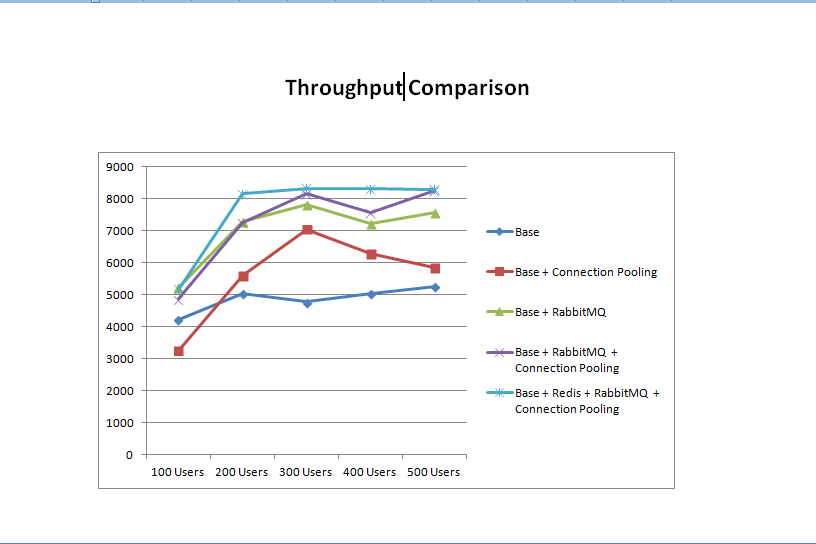 Throughput Comparison
9000
8000
7000
6000
5000
4000
3000
2000
1000
0
100 Users 200 Users 300 Users 400 Users 500 Users
Base
Base + Connection Pooling
Base + RabbitMQ
Base + RabbitMQ +
Connection Pooling
Base + Redis + RabbitMQ +
Connection Pooling